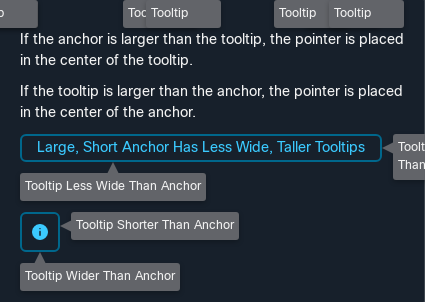 Tooltip Tooltip Tooltip
If the anchor is larger than the tooltip, the pointer is placed
in the center of the tooltip.
If the tooltip is larger than the anchor, the pointer is placed
in the center of the anchor.
Large, Short Anchor Has Less Wide, Taller Tooltips
Tooltip Less Wide Than Anchor
Tooltip Shorter Than Anchor
Tooltip Wider Than Anchor